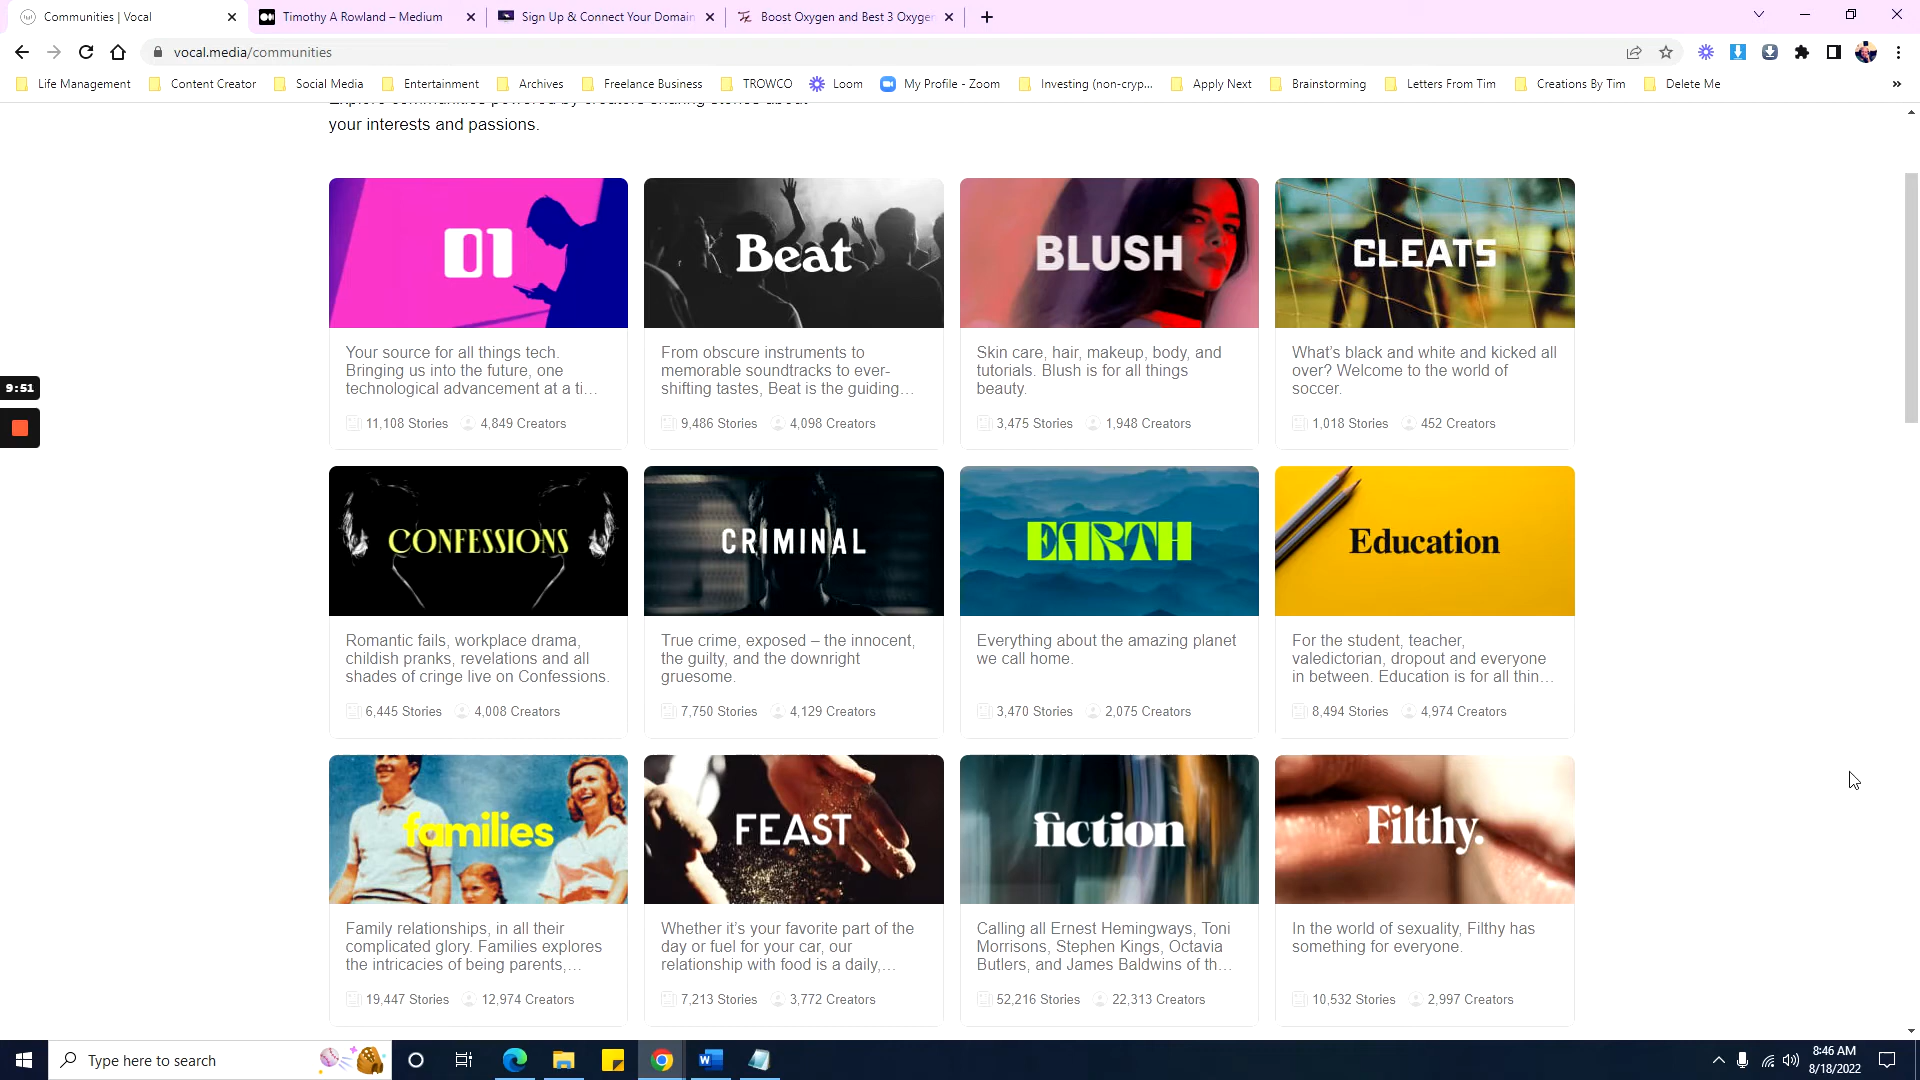 Communities | Vocal
Timothy A Rowland – Medium
Sign Up & Connect Your Domain
Boost Oxygen and Best 3 Oxyger
vocal.media/communities
Life Management
Content Creator
Social Media
Entertainment
Archives
Freelance Business
TROWCO
Loom
My Profile - Zoom
Investing (non-cryp...
Apply Next
Brainstorming
Letters From Tim
Creations By Tim
Delete Me
»
Explore communities powered by creators sharing stories about
your interests and passions.
01
Beat
BLUSH
CLEATS
Your source for all things tech.
Bringing us into the future, one
technological advancement at a ti…
11,108 Stories 4,849 Creators
From obscure instruments to
memorable soundtracks to ever-
shifting tastes, Beat is the guiding…
9,486 Stories 4,098 Creators
Skin care, hair, makeup, body, and
tutorials. Blush is for all things
beauty.
3,475 Stories 1,948 Creators
What’s black and white and kicked all
over? Welcome to the world of
soccer.
1,018 Stories 452 Creators
9:51
CONFESSIONS
CRIMINAL
EARTH
Education
Romantic fails, workplace drama,
childish pranks, revelations and all
shades of cringe live on Confessions.
6,445 Stories 4,008 Creators
True crime, exposed – the innocent,
the guilty, and the downright
gruesome.
7,750 Stories 4,129 Creators
Everything about the amazing planet
we call home.
3,470 Stories 2,075 Creators
For the student, teacher,
valedictorian, dropout and everyone
in between. Education is for all thin…
8,494 Stories 4,974 Creators
families
FEAST
fiction
Filthy.
Family relationships, in all their
complicated glory. Families explores
the intricacies of being parents,…
19,447 Stories 12,974 Creators
Whether it’s your favorite part of the
day or fuel for your car, our
relationship with food is a daily,…
7,213 Stories 3,772 Creators
Calling all Ernest Hemingways, Toni
Morrisons, Stephen Kings, Octavia
Butlers, and James Baldwins of th…
52,216 Stories 22,313 Creators
In the world of sexuality, Filthy has
something for everyone.
10,532 Stories 2,997 Creators
Type here to search
8:46 AM
8/18/2022